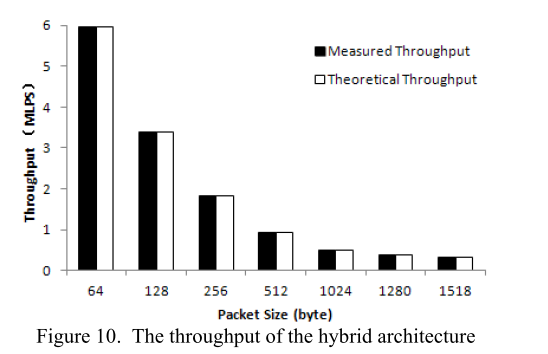 6
5
4
3
2
1
0
Throughput （MLPS）
Measured Throughput
Theoretical Throughput
64 128 256 512 1024 1280 1518
Packet Size (byte)
Figure 10. The throughput of the hybrid architecture